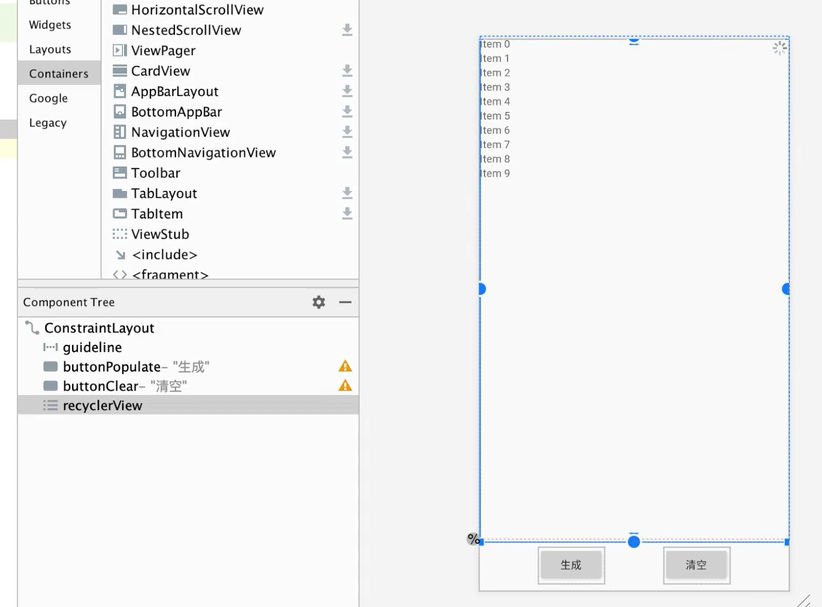 Buttons
Widgets
Layouts
Containers
Google
Legacy
HorizontalScrollView
NestedScrollView
ViewPager
CardView
AppBarLayout
BottomAppBar
NavigationView
BottomNavigationView
Toolbar
TabLayout
TabItem
ViewStub
<include>
<fragment>
Component Tree
ConstraintLayout
guideline
buttonPopulate– "生成"
buttonClear– "清空"
recyclerView
Item 0
Item 1
Item 2
Item 3
Item 4
Item 5
Item 6
Item 7
Item 8
Item 9
%
生成
清空